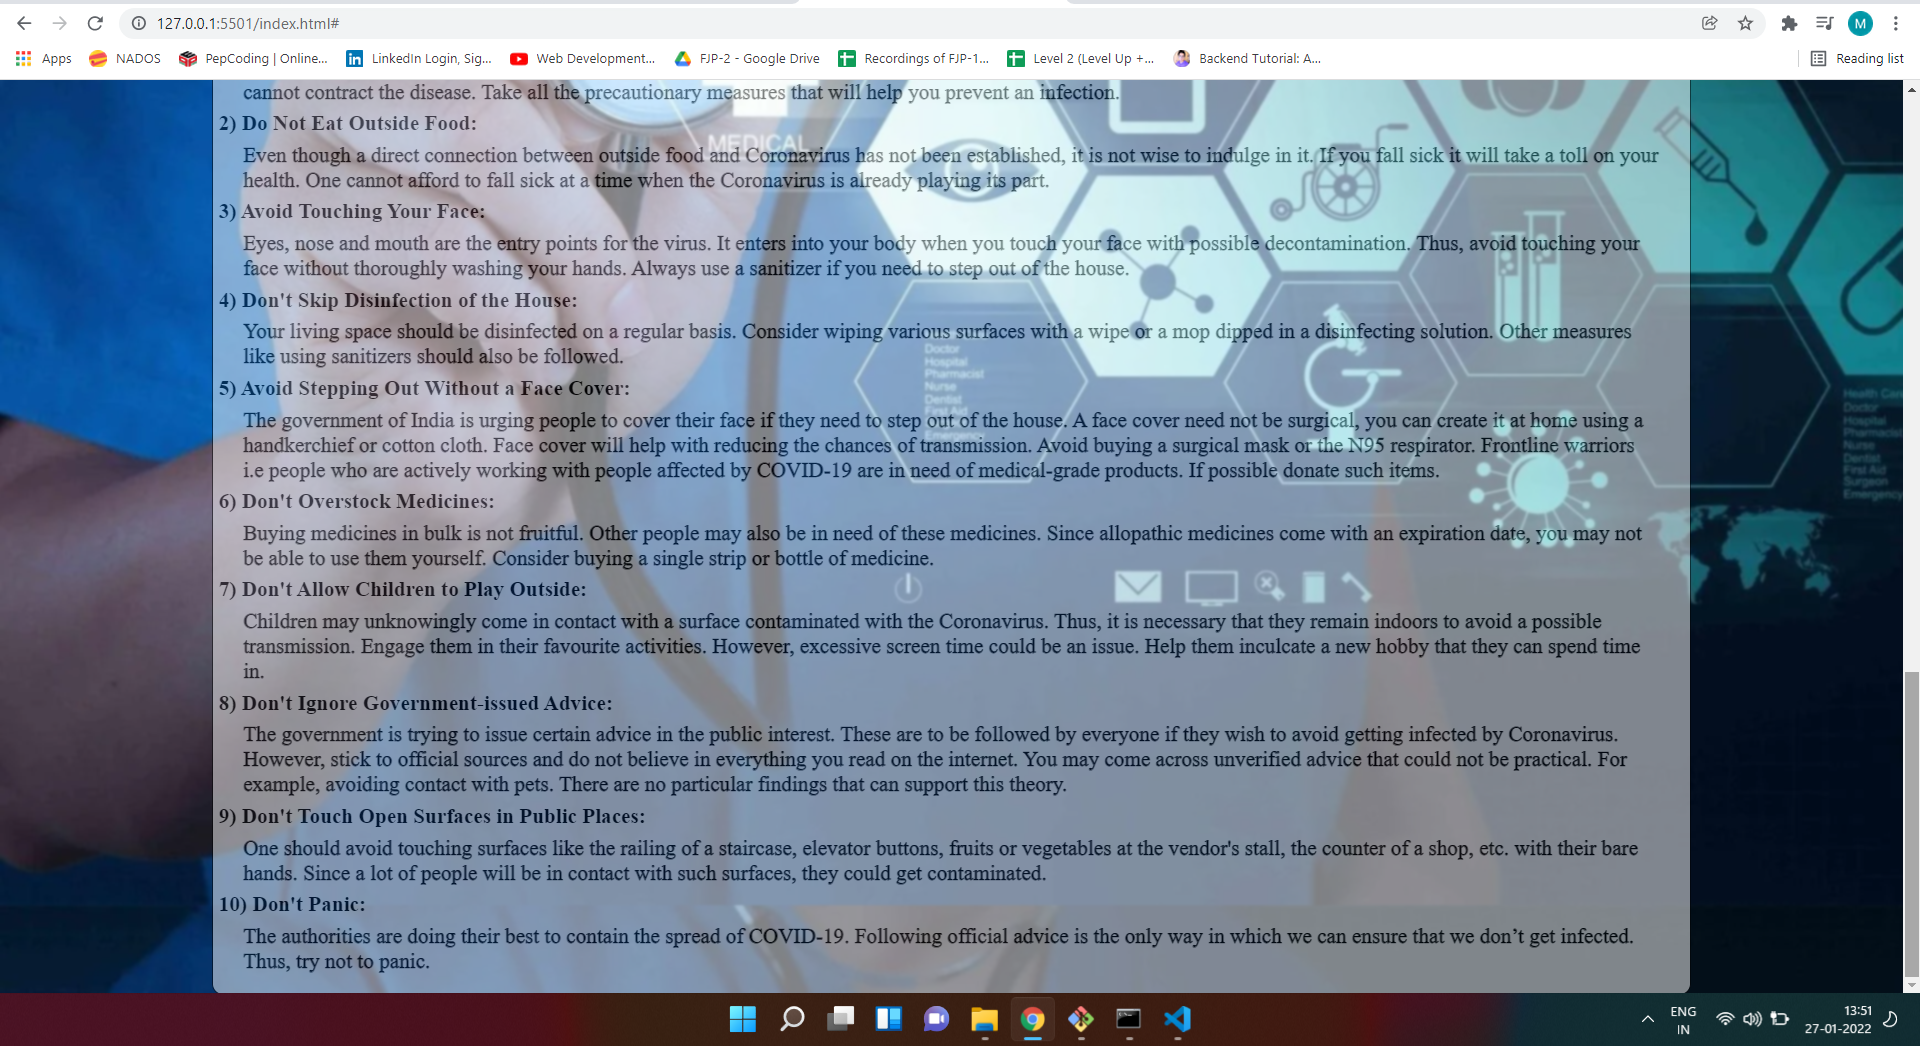 127.0.0.1:5501/index.html#
M
Apps NADOS PepCoding | Online... LinkedIn Login, Sig... Web Development... FJP-2 - Google Drive Recordings of FJP-1... Level 2 (Level Up +... Backend Tutorial: A... Reading list
cannot contract the disease. Take all the precautionary measures that will help you prevent an infection.
2) Do Not Eat Outside Food:
MEDICAL
Even though a direct connection between outside food and Coronavirus has not been established, it is not wise to indulge in it. If you fall sick it will take a toll on your
health. One cannot afford to fall sick at a time when the Coronavirus is already playing its part.
3) Avoid Touching Your Face:
Eyes, nose and mouth are the entry points for the virus. It enters into your body when you touch your face with possible decontamination. Thus, avoid touching your
face without thoroughly washing your hands. Always use a sanitizer if you need to step out of the house.
4) Don't Skip Disinfection of the House:
Your living space should be disinfected on a regular basis. Consider wiping various surfaces with a wipe or a mop dipped in a disinfecting solution. Other measures
like using sanitizers should also be followed.
Doctor
Hospital
Pharmacist
Nurse
Dentist
First Aid
Emergency
5) Avoid Stepping Out Without a Face Cover:
The government of India is urging people to cover their face if they need to step out of the house. A face cover need not be surgical, you can create it at home using a
handkerchief or cotton cloth. Face cover will help with reducing the chances of transmission. Avoid buying a surgical mask or the N95 respirator. Frontline warriors
i.e people who are actively working with people affected by COVID-19 are in need of medical-grade products. If possible donate such items.
Health Care
Doctor
Hospital
Pharmacist
Nurse
Dentist
First Aid
Surgeon
Emergency
6) Don't Overstock Medicines:
Buying medicines in bulk is not fruitful. Other people may also be in need of these medicines. Since allopathic medicines come with an expiration date, you may not
be able to use them yourself. Consider buying a single strip or bottle of medicine.
7) Don't Allow Children to Play Outside:
Children may unknowingly come in contact with a surface contaminated with the Coronavirus. Thus, it is necessary that they remain indoors to avoid a possible
transmission. Engage them in their favourite activities. However, excessive screen time could be an issue. Help them inculcate a new hobby that they can spend time
in.
8) Don't Ignore Government-issued Advice:
The government is trying to issue certain advice in the public interest. These are to be followed by everyone if they wish to avoid getting infected by Coronavirus.
However, stick to official sources and do not believe in everything you read on the internet. You may come across unverified advice that could not be practical. For
example, avoiding contact with pets. There are no particular findings that can support this theory.
9) Don't Touch Open Surfaces in Public Places:
One should avoid touching surfaces like the railing of a staircase, elevator buttons, fruits or vegetables at the vendor's stall, the counter of a shop, etc. with their bare
hands. Since a lot of people will be in contact with such surfaces, they could get contaminated.
10) Don't Panic:
The authorities are doing their best to contain the spread of COVID-19. Following official advice is the only way in which we can ensure that we don’t get infected.
Thus, try not to panic.
ENG
IN
13:51
27-01-2022